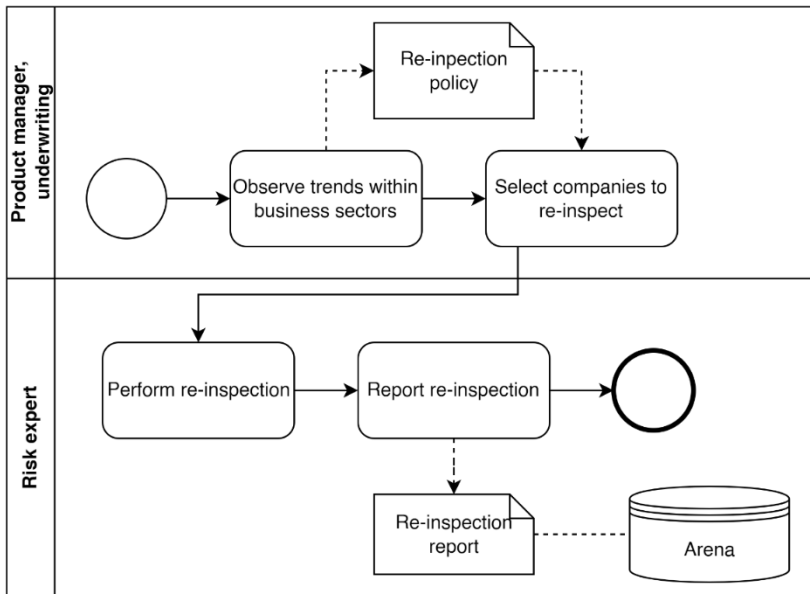 Product manager,
underwriting
Re-inpection
policy
Observe trends within
business sectors
Select companies to
re-inspect
Risk expert
Perform re-inspection
Report re-inspection
Re-inspection
report
Arena